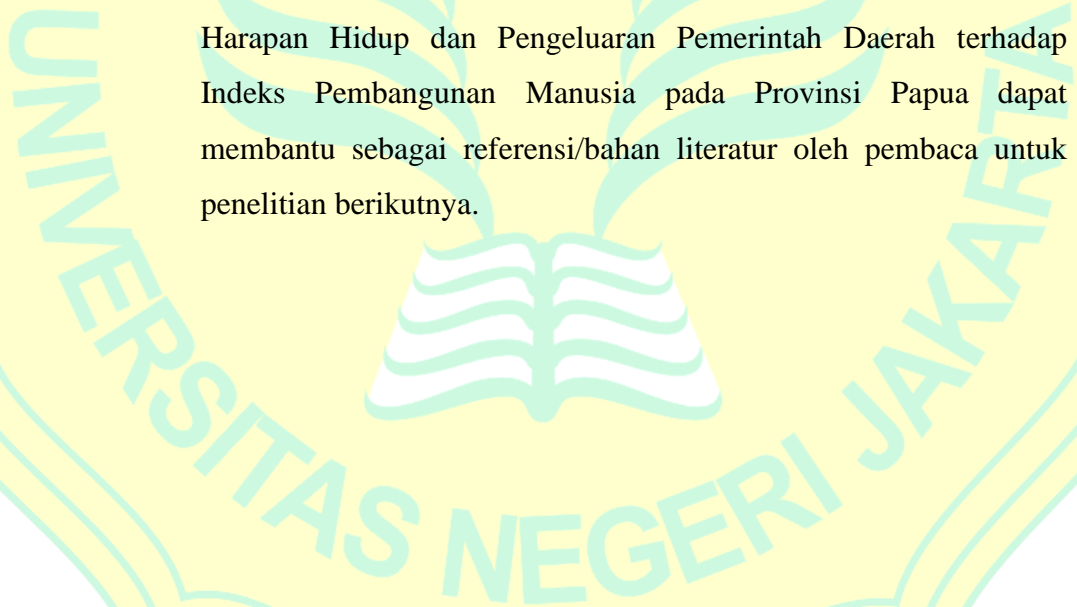 Harapan Hidup dan Pengeluaran Pemerintah Daerah terhadap
Indeks Pembangunan Manusia pada Provinsi Papua dapat
membantu sebagai referensi/bahan literatur oleh pembaca untuk
penelitian berikutnya.
UNIVERSITAS NEGERI JAKARTA